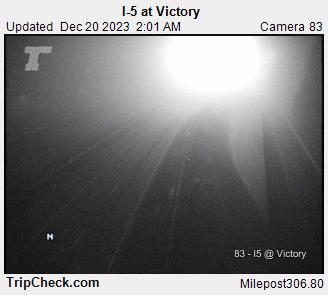 I-5 at Victory
Updated  Dec 20 2023  2:01 AM    Camera 83
T
N
83 - I5 @ Victory
TripCheck.com    Milepost306.80